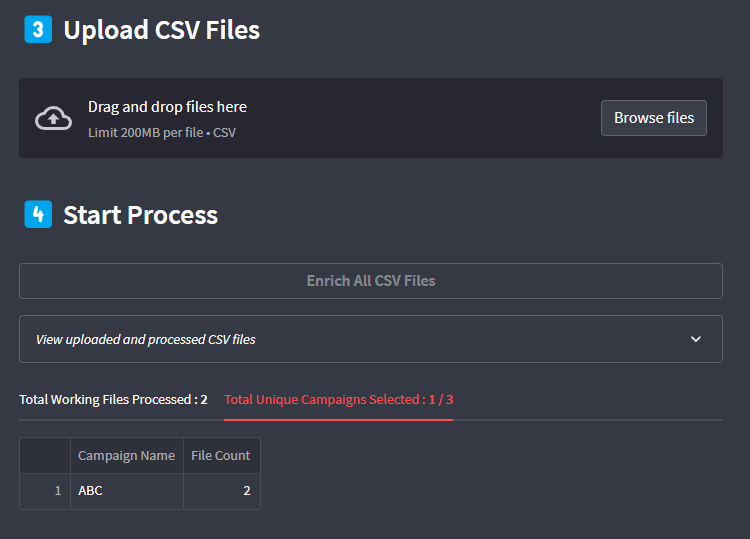 3 Upload CSV Files
Drag and drop files here
Limit 200MB per file • CSV
Browse files
4 Start Process
Enrich All CSV Files
View uploaded and processed CSV files
Total Working Files Processed : 2 Total Unique Campaigns Selected : 1 / 3
Campaign Name File Count
1 ABC 2